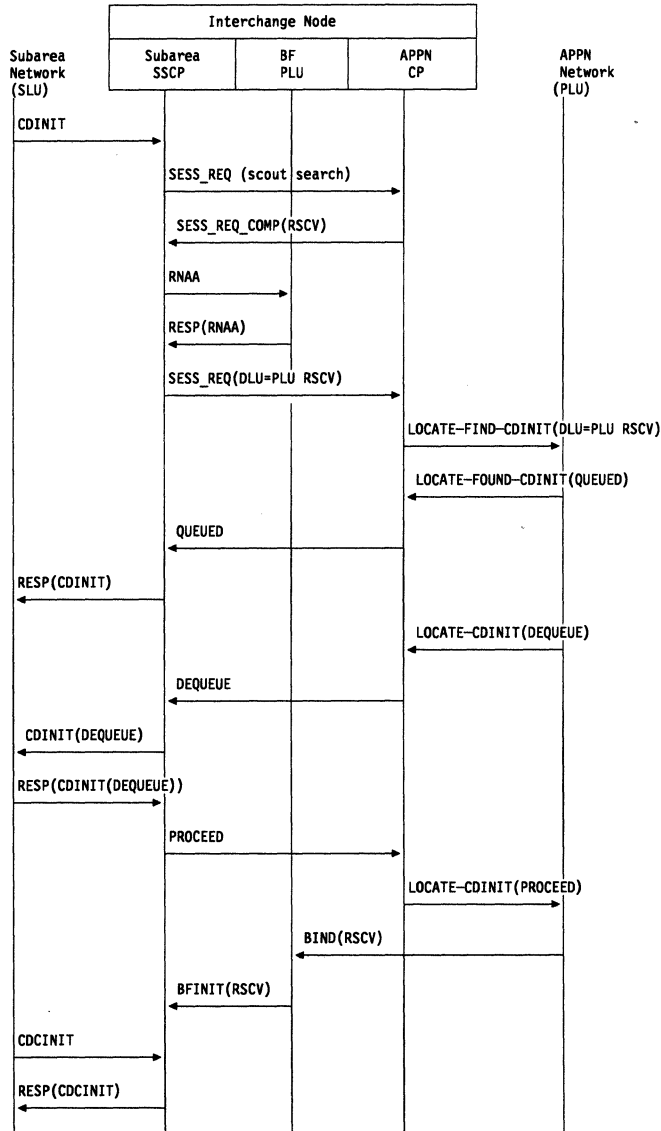 Interchange Node
Subarea Network (SLU)
Subarea SSCP
BF PLU
APPN CP
APPN Network (PLU)
CDINIT
SESS_REQ (scout search)
SESS_REQ_COMP(RSCV)
RNAA
RESP(RNAA)
SESS_REQ(DLU=PLU RSCV)
LOCATE-FIND-CDINIT(DLU=PLU RSCV)
LOCATE-FOUND-CDINIT(QUEUED)
QUEUED
RESP(CDINIT)
LOCATE-CDINIT(DEQUEUE)
DEQUEUE
CDINIT(DEQUEUE)
RESP(CDINIT(DEQUEUE))
PROCEED
LOCATE-CDINIT(PROCEED)
BIND(RSCV)
BFINIT(RSCV)
CDCINIT
RESP(CDCINIT)